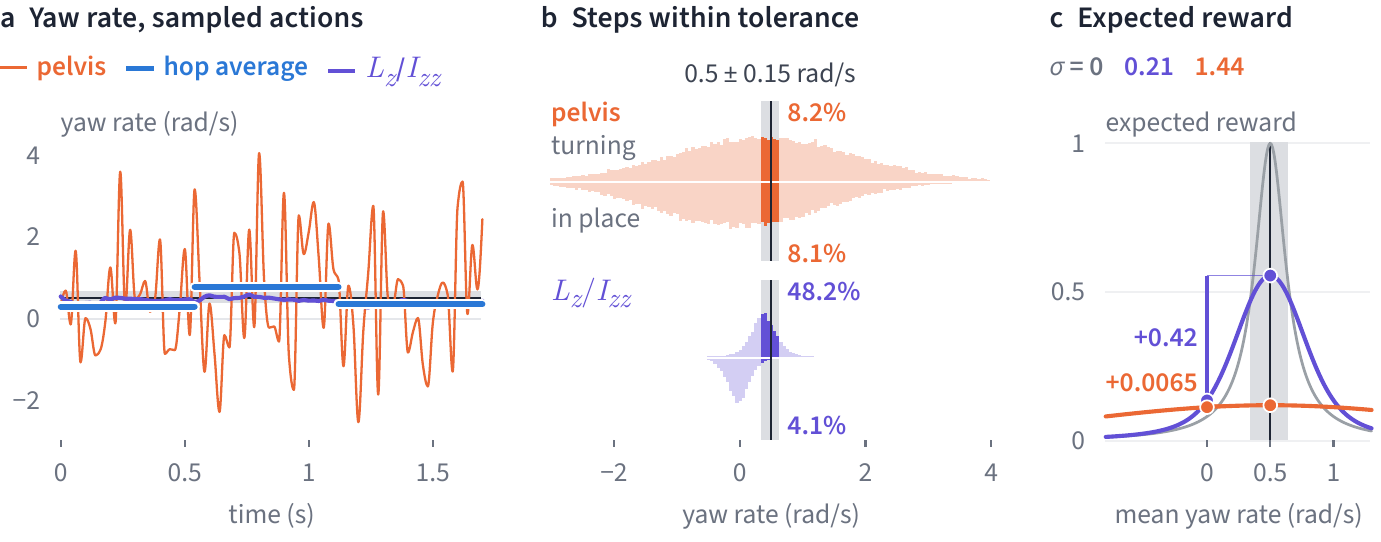 a Yaw rate, sampled actions
pelvis hop average L_z/I_zz
yaw rate (rad/s)
4
2
0
−2
0 0.5 1 1.5
time (s)
b Steps within tolerance
0.5 ± 0.15 rad/s
pelvis 8.2%
turning
in place
8.1%
L_z/I_zz 48.2%
4.1%
−2 0 2 4
yaw rate (rad/s)
c Expected reward
σ = 0 0.21 1.44
expected reward
1
0.5
+0.42
+0.0065
0
0 0.5 1
mean yaw rate (rad/s)